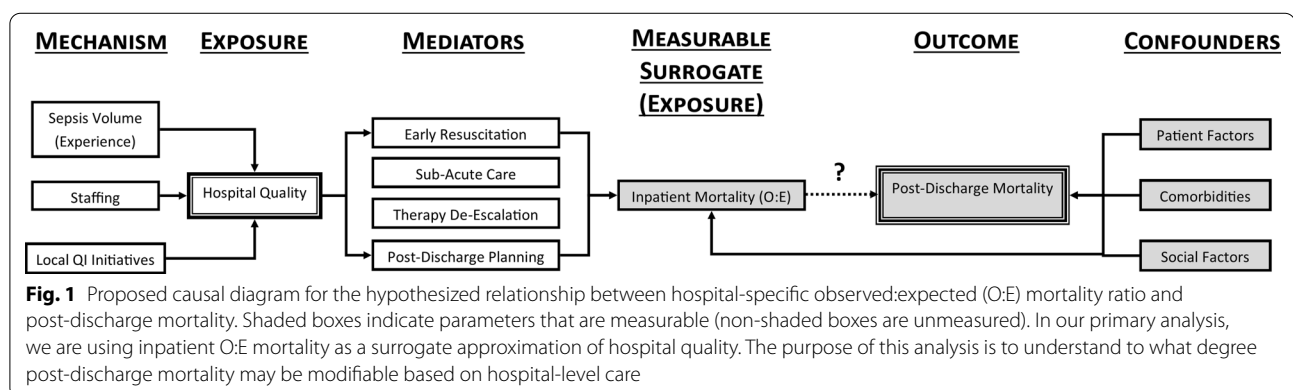 MECHANISM
EXPOSURE
MEDIATORS
MEASURABLE
SURROGATE
(EXPOSURE)
OUTCOME
CONFOUNDERS
Sepsis Volume
(Experience)
Staffing
Local QI Initiatives
Hospital Quality
Early Resuscitation
Sub-Acute Care
Therapy De-Escalation
Post-Discharge Planning
Inpatient Mortality (O:E)
?
Post-Discharge Mortality
Patient Factors
Comorbidities
Social Factors
Fig. 1 Proposed causal diagram for the hypothesized relationship between hospital-specific observed:expected (O:E) mortality ratio and
post-discharge mortality. Shaded boxes indicate parameters that are measurable (non-shaded boxes are unmeasured). In our primary analysis,
we are using inpatient O:E mortality as a surrogate approximation of hospital quality. The purpose of this analysis is to understand to what degree
post-discharge mortality may be modifiable based on hospital-level care